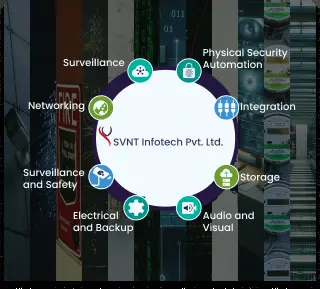 Surveillance
Physical Security
Automation
Networking
Integration
SVNT Infotech Pvt. Ltd.
Surveillance
and Safety
Storage
Electrical
and Backup
Audio and
Visual
FIRE